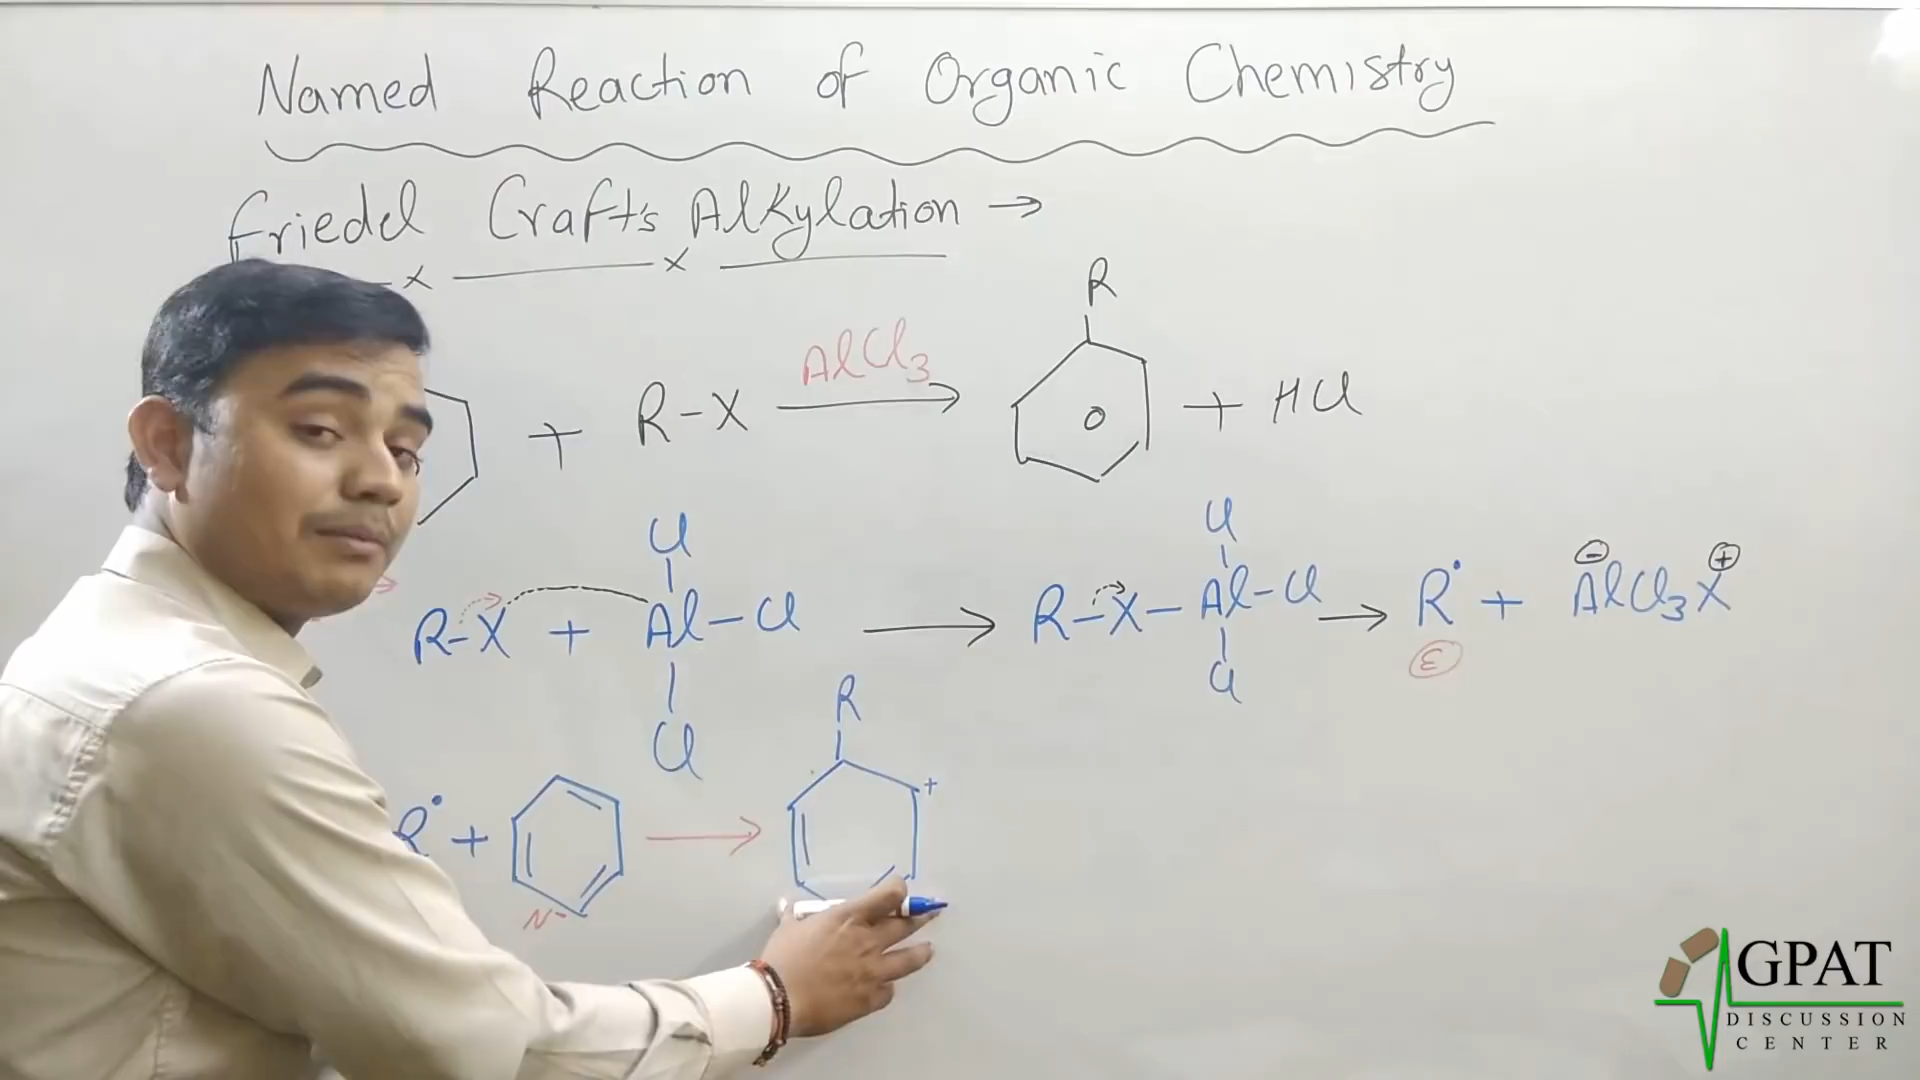 Named Reaction of Organic Chemistry
Friedel Craft's Alkylation →
R
+ R-X AlCl3 + HCl
Cl Cl
R-X + Al-Cl → R-X-Al-Cl → R• + AlCl3X
⊖ ⊕
Cl Cl
R
R• + → +
N-
GPAT
DISCUSSION
CENTER